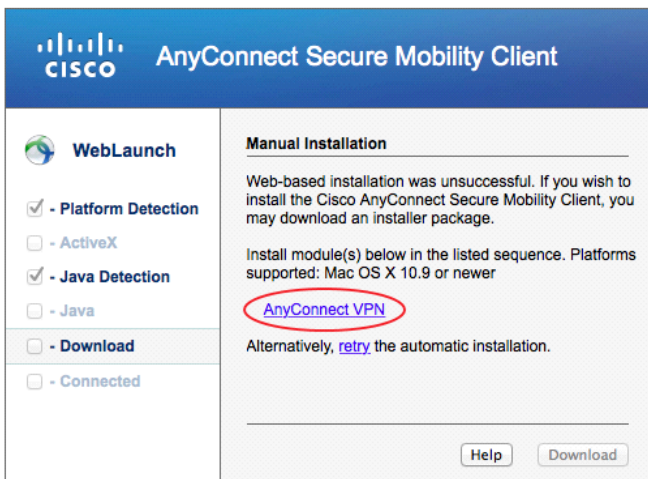 CISCO
AnyConnect Secure Mobility Client
WebLaunch
- Platform Detection
- ActiveX
- Java Detection
- Java
- Download
- Connected
Manual Installation
Web-based installation was unsuccessful. If you wish to
install the Cisco AnyConnect Secure Mobility Client, you
may download an installer package.
Install module(s) below in the listed sequence. Platforms
supported: Mac OS X 10.9 or newer
AnyConnect VPN
Alternatively, retry the automatic installation.
Help
Download